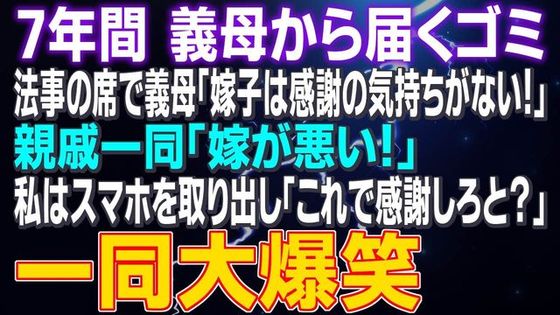 7年間 義母から届くゴミ
法事の席で義母「嫁子は感謝の気持ちがない!」
親戚一同「嫁が悪い!」
私はスマホを取り出し「これで感謝しろと?」
一同大爆笑